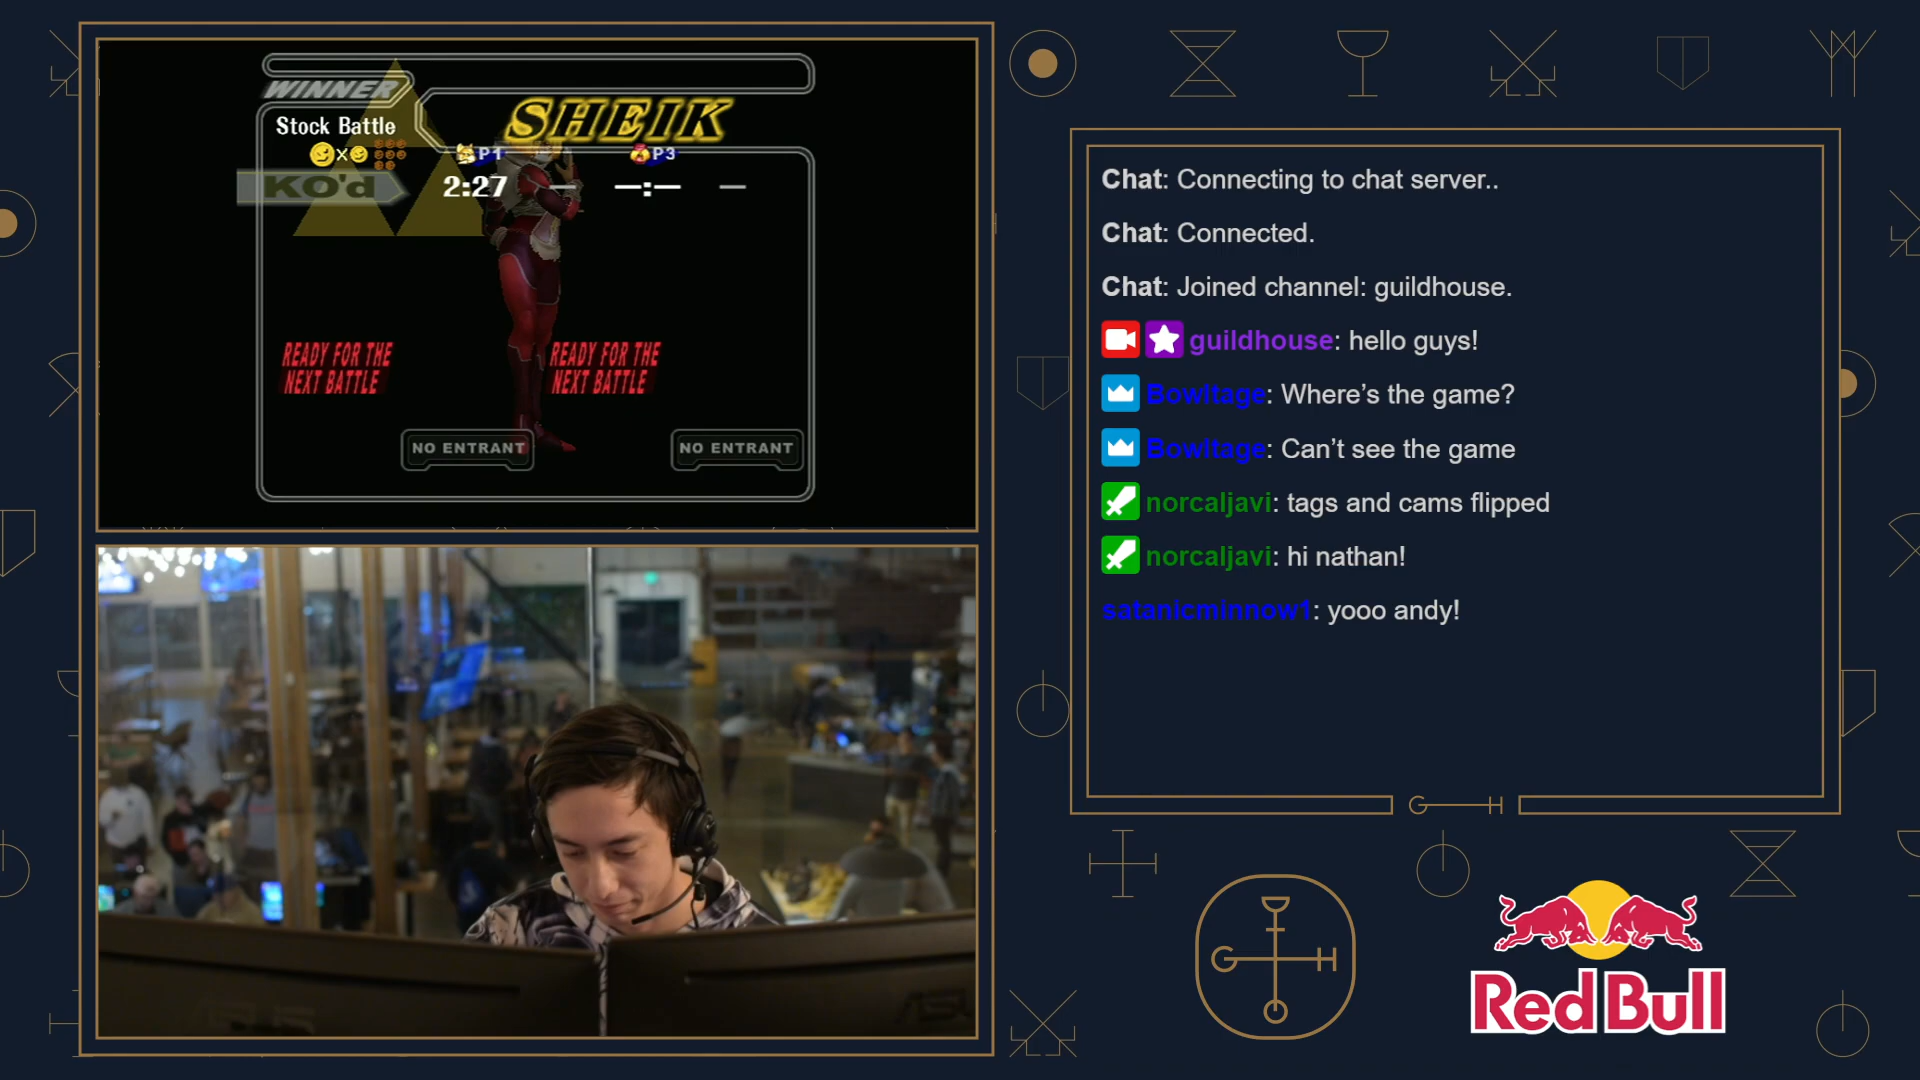 WINNER
SHEIK
Stock Battle
x
P1
P3
KO'd
2:27
READY FOR THE
NEXT BATTLE
READY FOR THE
NEXT BATTLE
NO ENTRANT
NO ENTRANT
Chat: Connecting to chat server..
Chat: Connected.
Chat: Joined channel: guildhouse.
guildhouse: hello guys!
Bowltage: Where’s the game?
Bowltage: Can’t see the game
norcaljavi: tags and cams flipped
norcaljavi: hi nathan!
satanicminnow1: yooo andy!
G H
G H
Red Bull